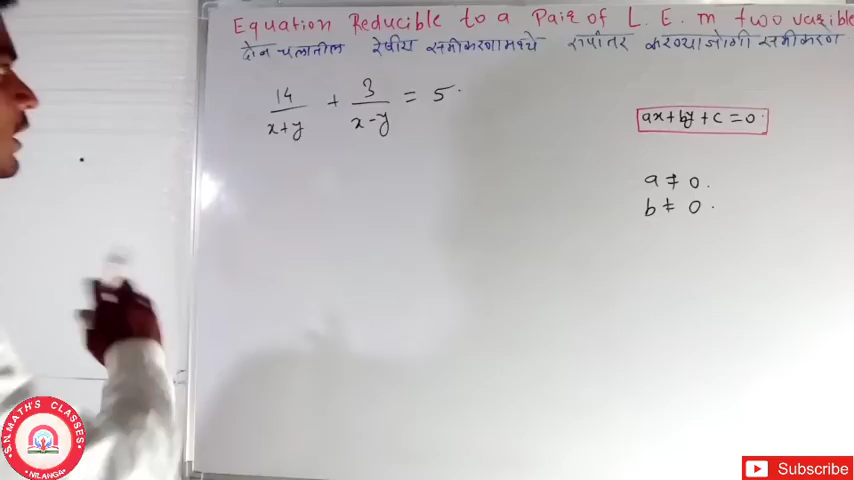 Equation Reducible to a Pair of L. E. in two varible
दोन चलातील रेषीय समीकरणामध्ये रुपांतर करण्याजोगी समीकरण
14/x+y + 3/x-y = 5.
ax+by+c=0.
a ≠ 0.
b ≠ 0.
S.N.MATH'S CLASSES
NILANGA
Subscribe